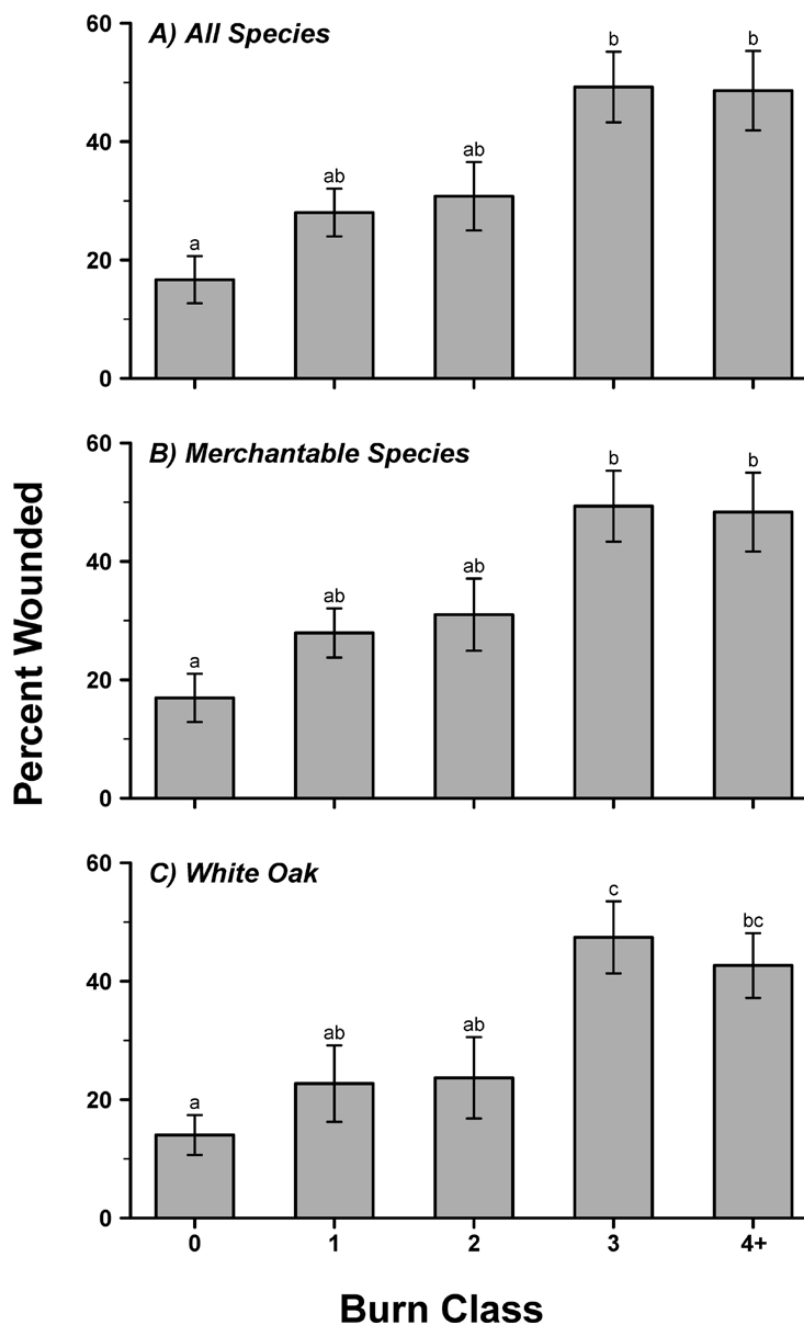 Percent Wounded
A) All Species
60
40
20
0
a
ab
ab
b
b
B) Merchantable Species
60
40
20
0
a
ab
ab
b
b
C) White Oak
60
40
20
0
a
ab
ab
c
bc
0 1 2 3 4+
Burn Class